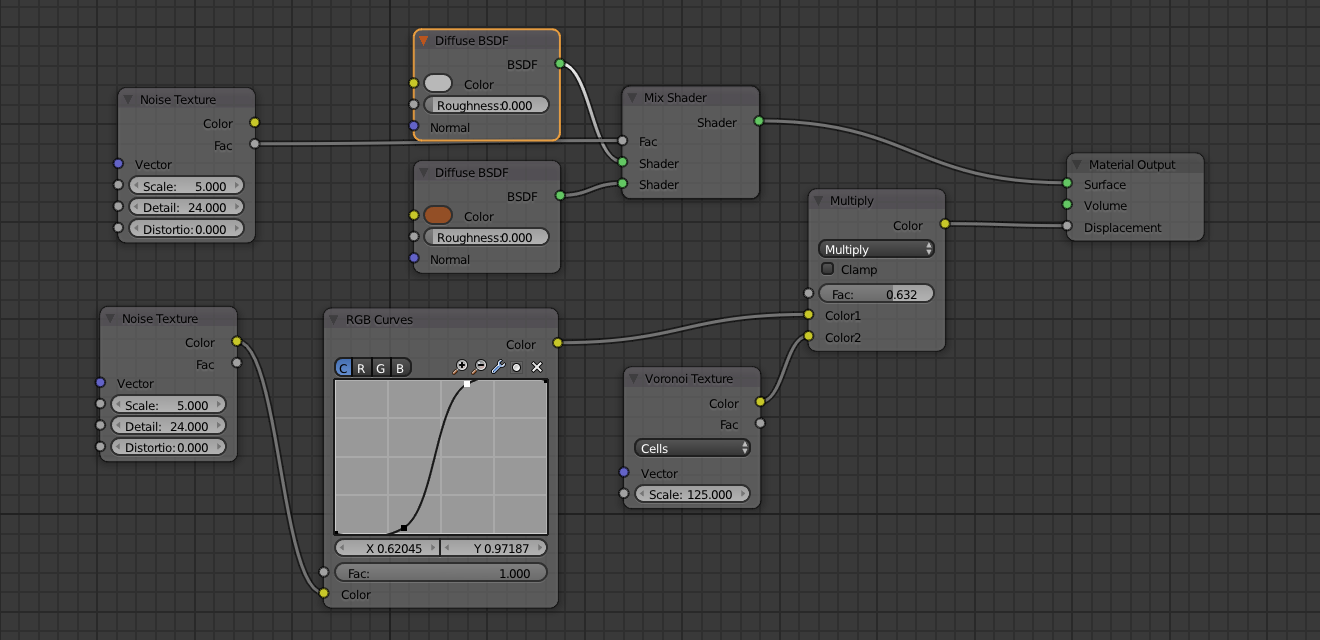 Diffuse BSDF
BSDF
Color
Roughness:0.000
Normal
Noise Texture
Color
Fac
Vector
Scale: 5.000
Detail: 24.000
Distortio: 0.000
Mix Shader
Shader
Fac
Shader
Shader
Diffuse BSDF
BSDF
Color
Roughness:0.000
Normal
Material Output
Surface
Volume
Displacement
Multiply
Color
Multiply
Clamp
Fac: 0.632
Color1
Color2
Noise Texture
Color
Fac
Vector
Scale: 5.000
Detail: 24.000
Distortio: 0.000
RGB Curves
Color
C R G B
X 0.62045 Y 0.97187
Fac: 1.000
Color
Voronoi Texture
Color
Fac
Cells
Vector
Scale: 125.000